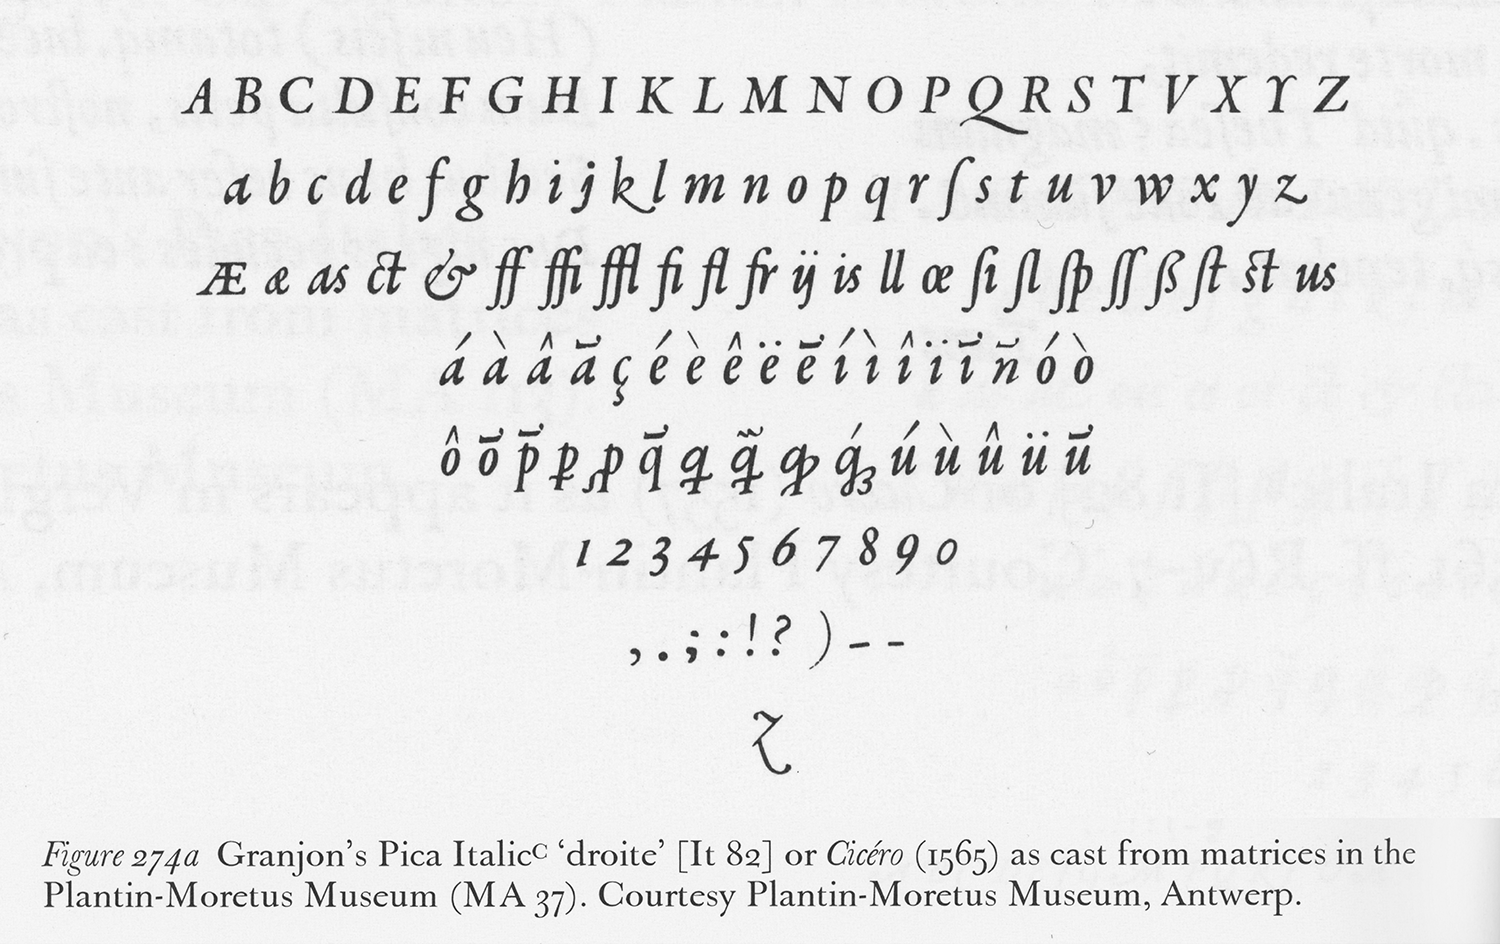 A B C D E F G H I K L M N O P Q R S T V X Y Z
a b c d e f g h i j k l m n o p q r ſ s t u v w x y z
Æ æ as ct & ff ffi ffl fi fl fr ij is ll œ ſi ſl ſp ſſ ß ſt st us
á à â ā ç é è ê ë ē í ì î ï ī ñ ó ò
ô ō p̄ ꝑ ꝓ q̄ ꝗ ꝗ̃ ꝙ q́ꝫ ú ù û ü ū
1 2 3 4 5 6 7 8 9 0
, . ; : ! ? ) - -
Figure 274a Granjon’s Pica Italicᶜ ‘droite’ [It 82] or Cicéro (1565) as cast from matrices in the
Plantin-Moretus Museum (MA 37). Courtesy Plantin-Moretus Museum, Antwerp.